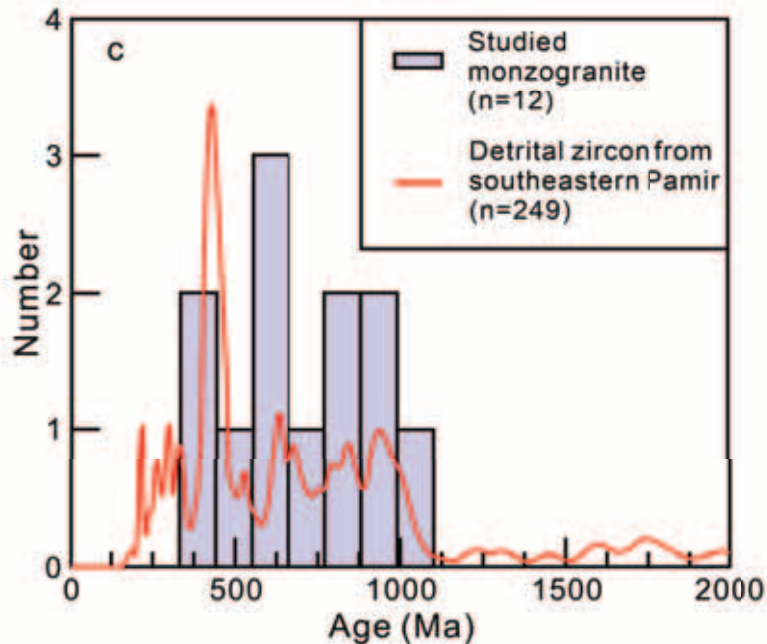 4
c
Studied
monzogranite
(n=12)
3
Detrital zircon from
southeastern Pamir
(n=249)
Number
2
1
0
0
500
1000
1500
2000
Age (Ma)